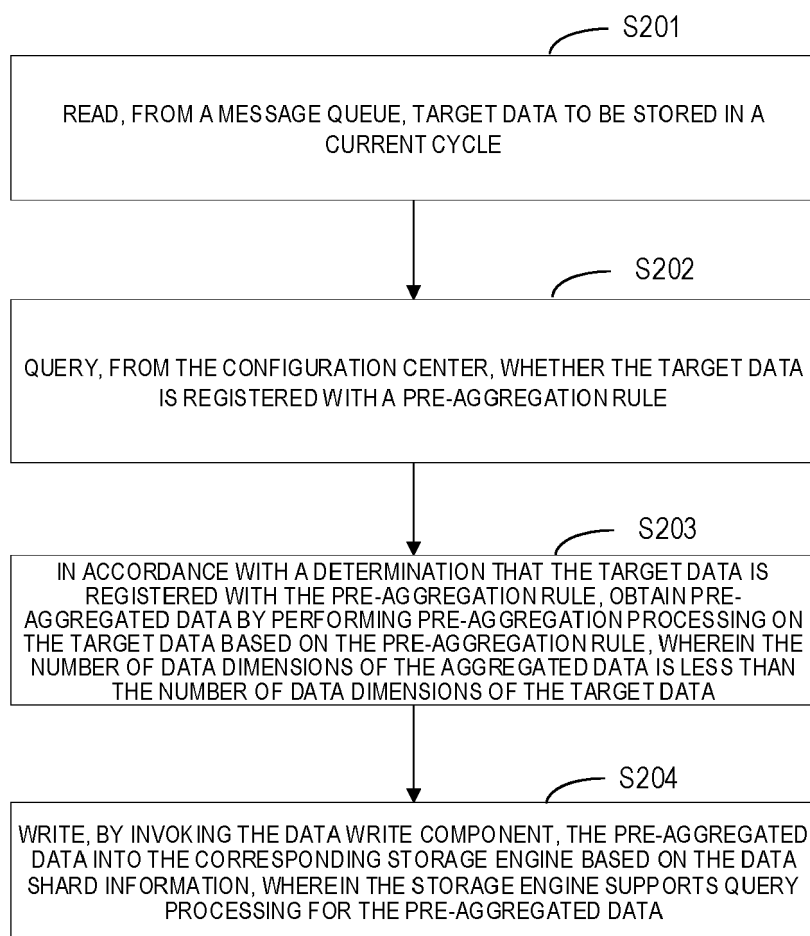 S201
READ, FROM A MESSAGE QUEUE, TARGET DATA TO BE STORED IN A
CURRENT CYCLE
S202
QUERY, FROM THE CONFIGURATION CENTER, WHETHER THE TARGET DATA
IS REGISTERED WITH A PRE-AGGREGATION RULE
S203
IN ACCORDANCE WITH A DETERMINATION THAT THE TARGET DATA IS
REGISTERED WITH THE PRE-AGGREGATION RULE, OBTAIN PRE-
AGGREGATED DATA BY PERFORMING PRE-AGGREGATION PROCESSING ON
THE TARGET DATA BASED ON THE PRE-AGGREGATION RULE, WHEREIN THE
NUMBER OF DATA DIMENSIONS OF THE AGGREGATED DATA IS LESS THAN
THE NUMBER OF DATA DIMENSIONS OF THE TARGET DATA
S204
WRITE, BY INVOKING THE DATA WRITE COMPONENT, THE PRE-AGGREGATED
DATA INTO THE CORRESPONDING STORAGE ENGINE BASED ON THE DATA
SHARD INFORMATION, WHEREIN THE STORAGE ENGINE SUPPORTS QUERY
PROCESSING FOR THE PRE-AGGREGATED DATA